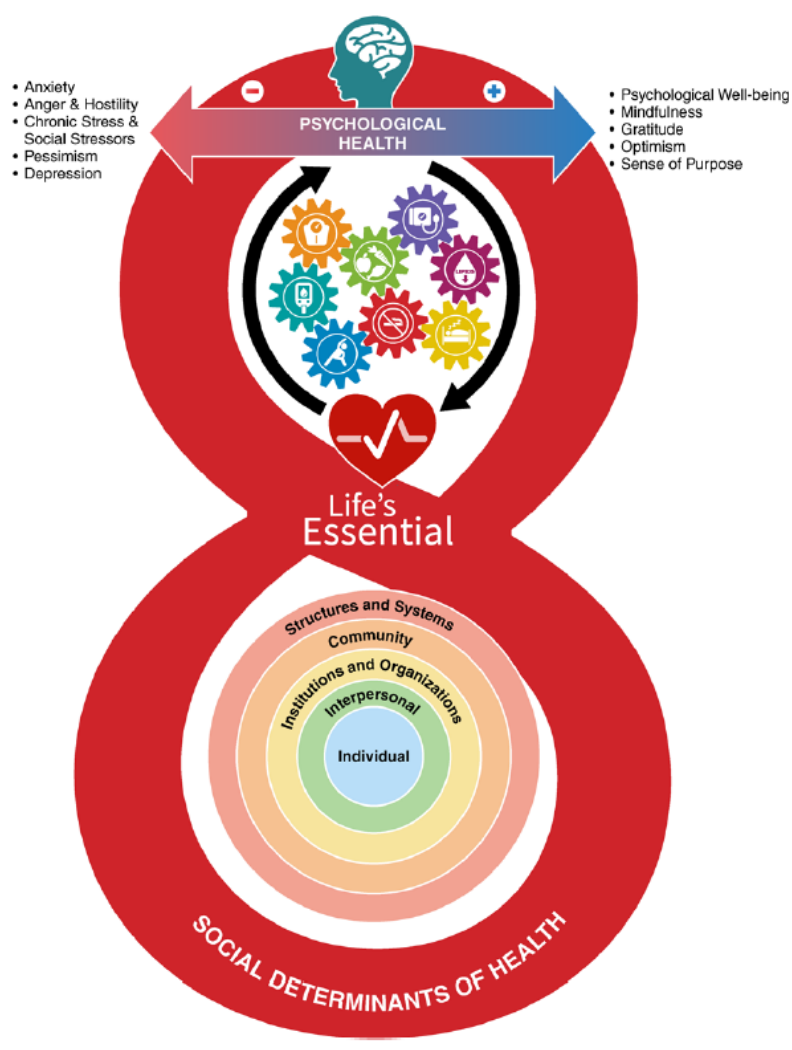 • Anxiety
• Anger & Hostility
• Chronic Stress &
Social Stressors
• Pessimism
• Depression
PSYCHOLOGICAL
HEALTH
• Psychological Well-being
• Mindfulness
• Gratitude
• Optimism
• Sense of Purpose
LIPIDS
Life's
Essential
Structures and Systems
Community
Institutions and Organizations
Interpersonal
Individual
SOCIAL DETERMINANTS OF HEALTH